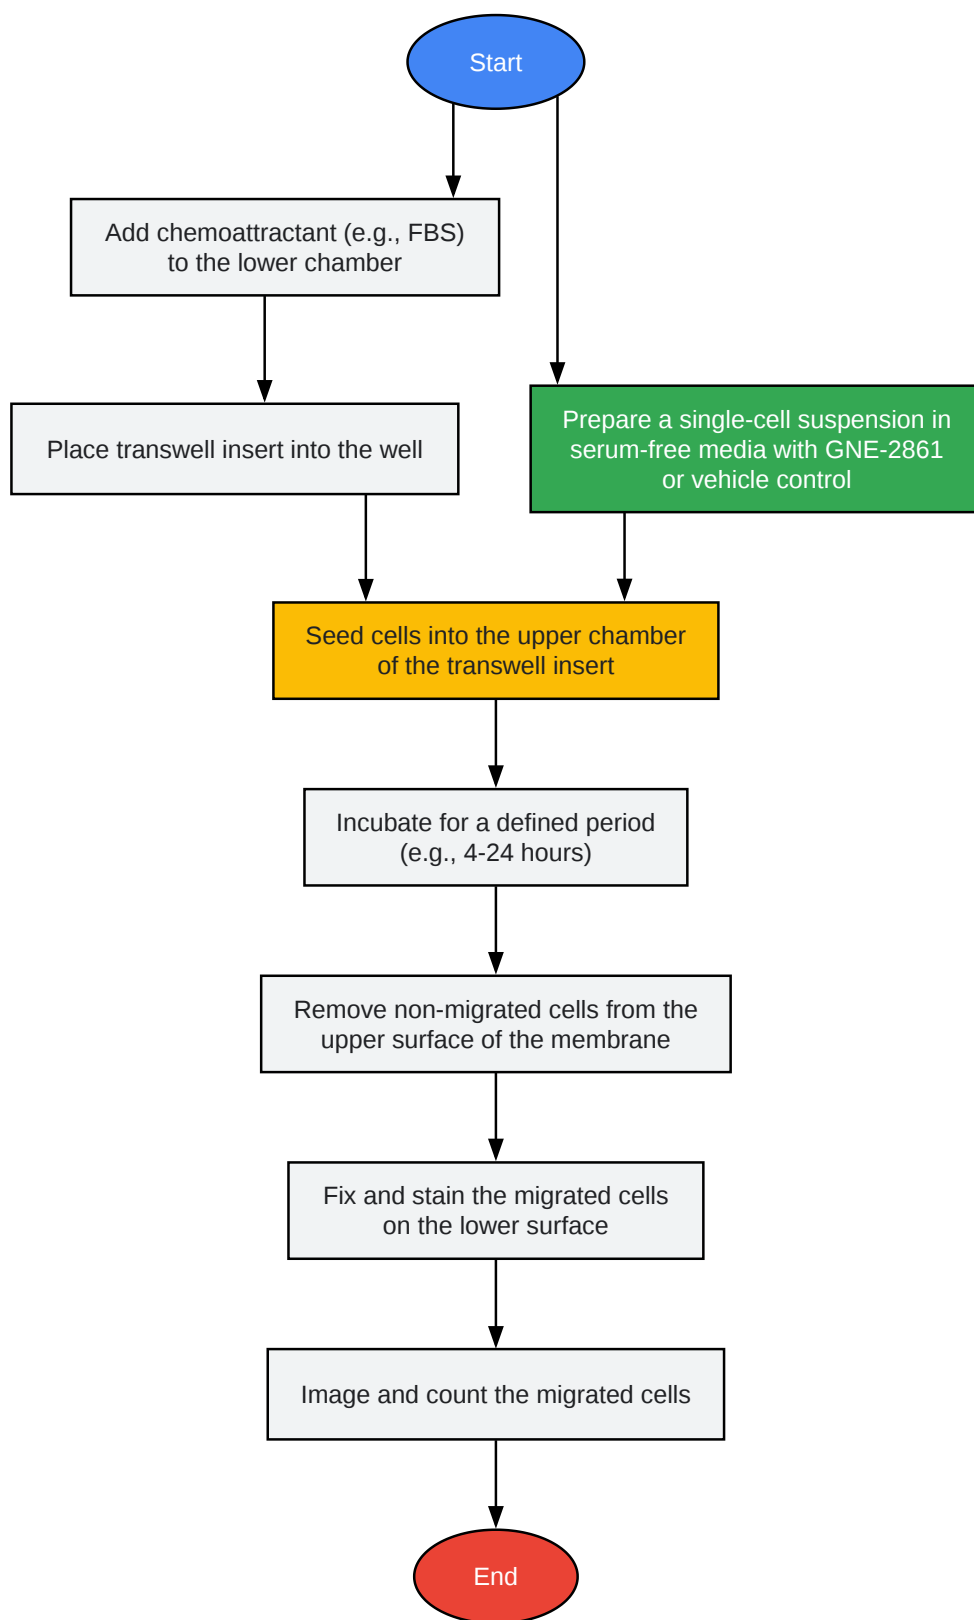 Start
Add chemoattractant (e.g., FBS)
to the lower chamber
Place transwell insert into the well
Prepare a single-cell suspension in
serum-free media with GNE-2861
or vehicle control
Seed cells into the upper chamber
of the transwell insert
Incubate for a defined period
(e.g., 4-24 hours)
Remove non-migrated cells from the
upper surface of the membrane
Fix and stain the migrated cells
on the lower surface
Image and count the migrated cells
End